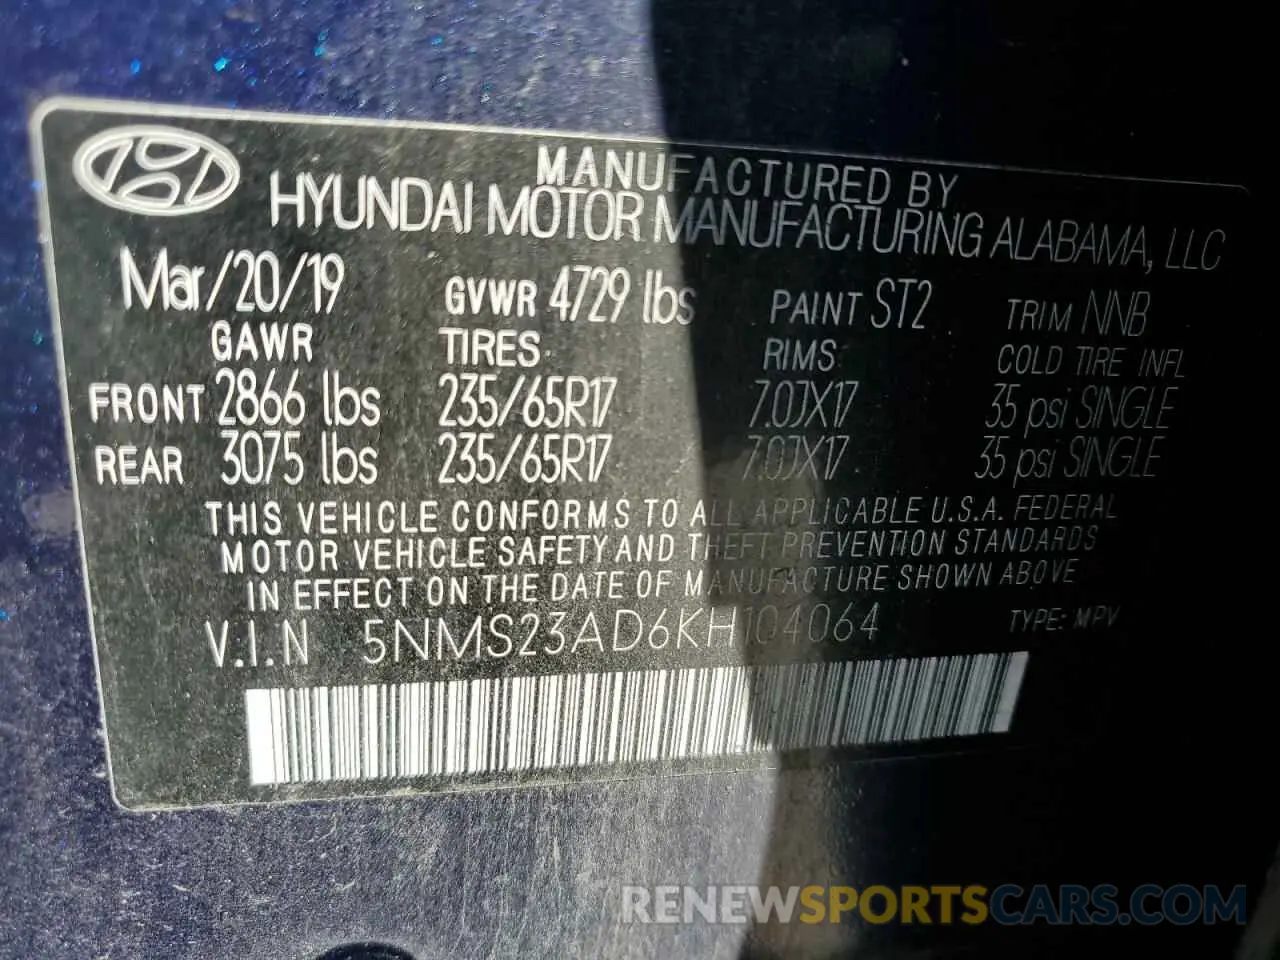 MANUFACTURED BY
HYUNDAI MOTOR MANUFACTURING ALABAMA, LLC
Mar/20/19 GVWR 4729 lbs PAINT ST2 TRIM NNB
GAWR TIRES RIMS COLD TIRE INFL
FRONT 2866 lbs 235/65R17 7.0JX17 35 psi SINGLE
REAR 3075 lbs 235/65R17 7.0JX17 35 psi SINGLE
THIS VEHICLE CONFORMS TO ALL APPLICABLE U.S.A. FEDERAL
MOTOR VEHICLE SAFETY AND THEFT PREVENTION STANDARDS
IN EFFECT ON THE DATE OF MANUFACTURE SHOWN ABOVE
V.I.N 5NMS23AD6KH104064 TYPE: MPV
RENEWSPORTSCARS.COM